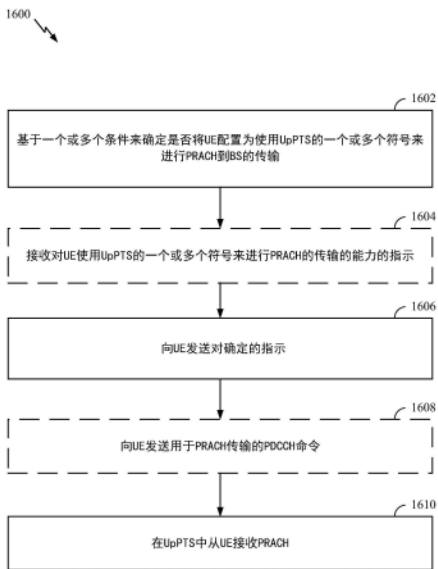 1600
1602
基于一个或多个条件来确定是否将UE配置为使用UpPTS的一个或多个符号来
进行PRACH到BS的传输
1604
接收对UE使用UpPTS的一个或多个符号来进行PRACH的传输的能力的指示
1606
向UE发送对确定的指示
1608
向UE发送用于PRACH传输的PDCCH命令
1610
在UpPTS中从UE接收PRACH